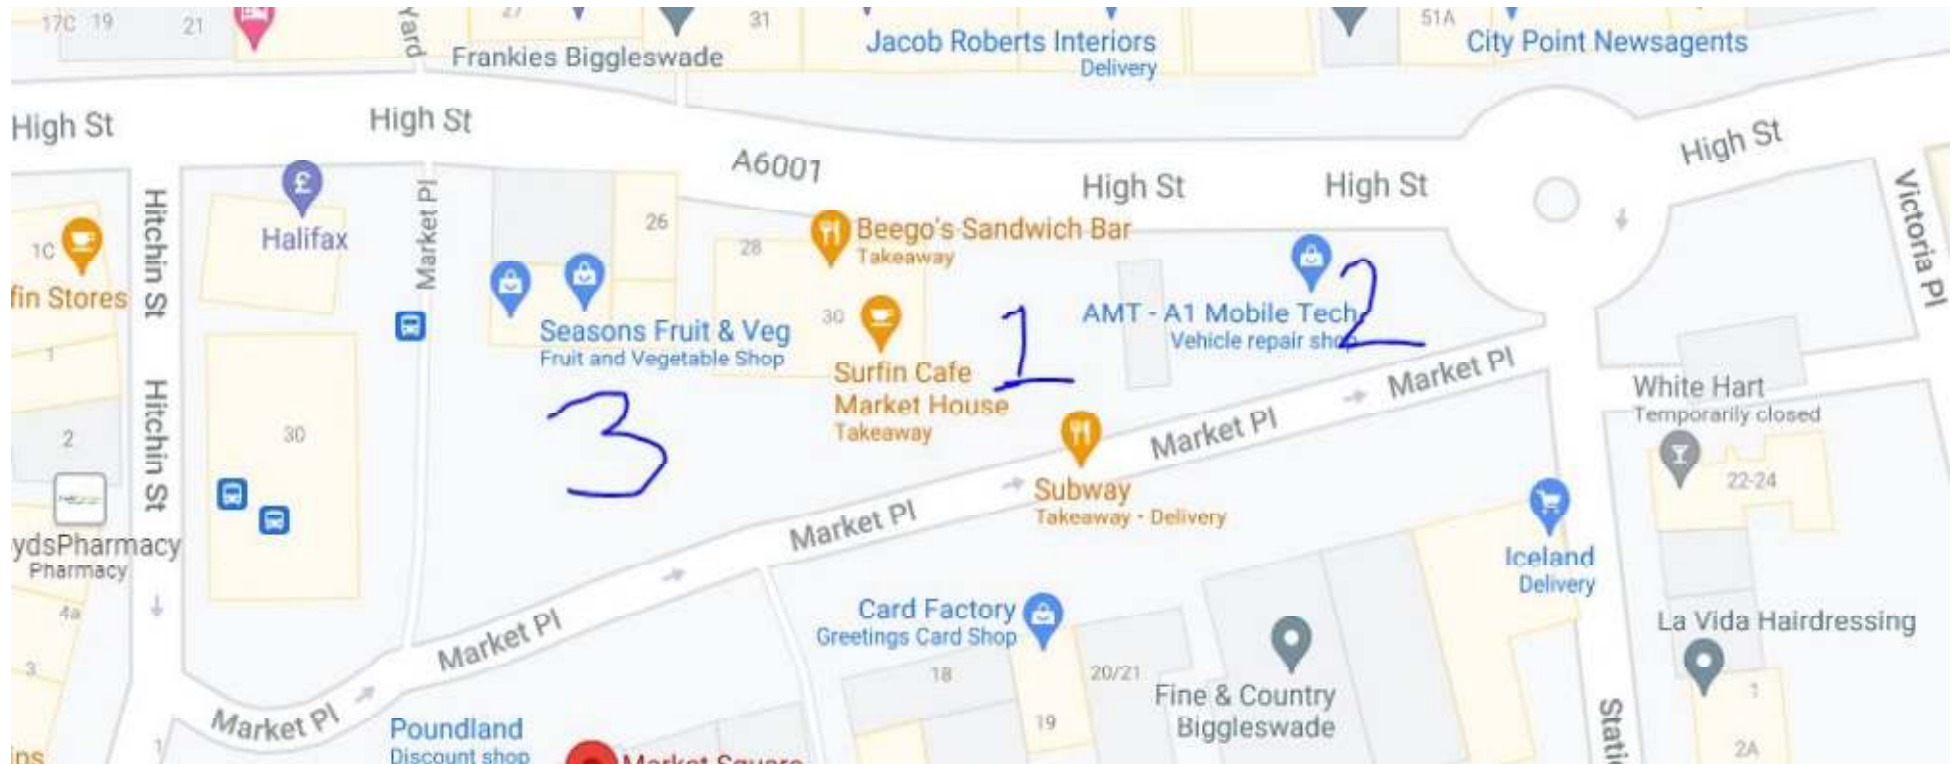 17C
19
21
Yard
27
Frankies Biggleswade
31
Jacob Roberts Interiors
Delivery
51A
City Point Newsagents
High St
High St
A6001
High St
High St
High St
Victoria Pl
Hitchin St
Hitchin St
Halifax
Market Pl
1C
fin Stores
1
2
ydsPharmacy
Pharmacy
4a
3
30
26
28
Beego's Sandwich Bar
Takeaway
Seasons Fruit & Veg
Fruit and Vegetable Shop
30
Surfin Cafe
Market House
Takeaway
1
AMT - A1 Mobile Tech
Vehicle repair shop
2
3
Market Pl
Market Pl
Market Pl
Market Pl
Market Pl
Subway
Takeaway - Delivery
White Hart
Temporarily closed
22-24
Iceland
Delivery
Card Factory
Greetings Card Shop
18
19
20/21
Fine & Country
Biggleswade
La Vida Hairdressing
1
2A
Poundland
Discount shop
Market Square
Static
1
ps